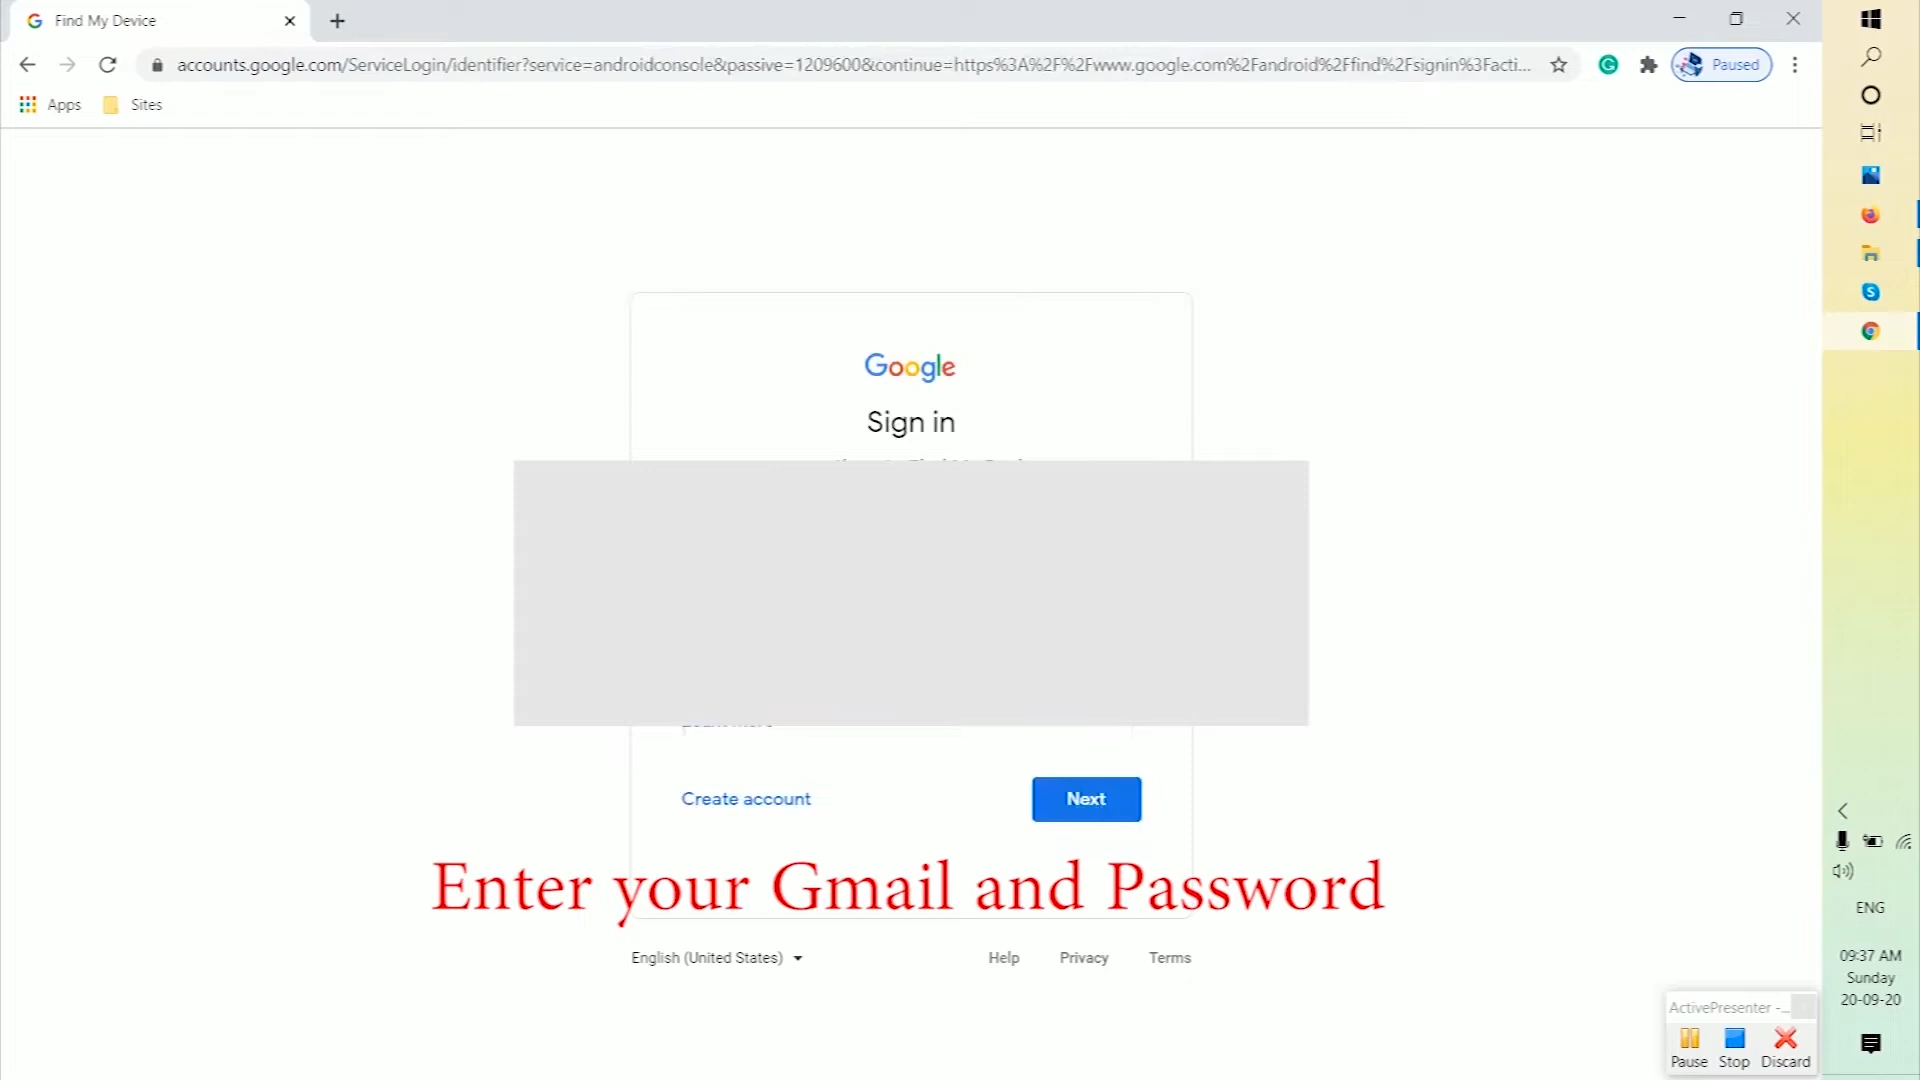 Find My Device
accounts.google.com/ServiceLogin/identifier?service=androidconsole&passive=1209600&continue=https%3A%2F%2Fwww.google.com%2Fandroid%2Ffind%2Fsignin%3Facti...
Paused
Apps
Sites
Google
Sign in
Create account
Next
Enter your Gmail and Password
English (United States)
Help
Privacy
Terms
ENG
09:37 AM
Sunday
20-09-20
ActivePresenter -...
Pause
Stop
Discard